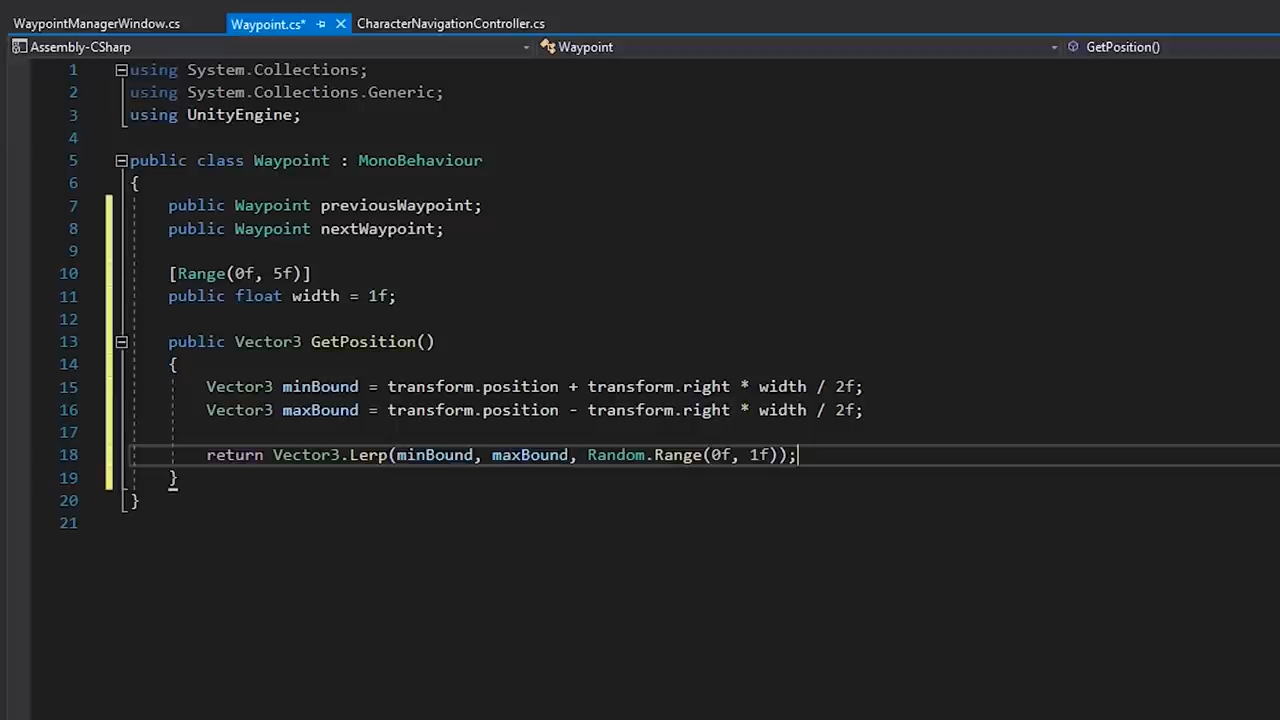 WaypointManagerWindow.cs Waypoint.cs* CharacterNavigationController.cs
Assembly-CSharp Waypoint GetPosition()
1 using System.Collections;
2 using System.Collections.Generic;
3 using UnityEngine;
4
5 public class Waypoint : MonoBehaviour
6 {
7 public Waypoint previousWaypoint;
8 public Waypoint nextWaypoint;
9
10 [Range(0f, 5f)]
11 public float width = 1f;
12
13 public Vector3 GetPosition()
14 {
15 Vector3 minBound = transform.position + transform.right * width / 2f;
16 Vector3 maxBound = transform.position - transform.right * width / 2f;
17
18 return Vector3.Lerp(minBound, maxBound, Random.Range(0f, 1f));
19 }
20 }
21